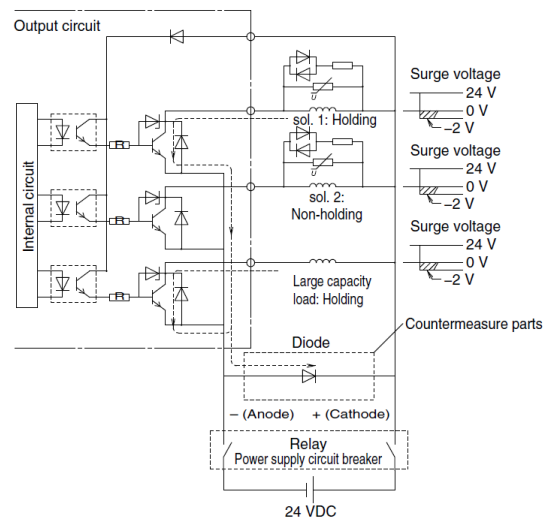 Output circuit
Internal circuit
R
R
R
U
sol. 1: Holding
U
sol. 2:
Non-holding
Large capacity
load: Holding
Surge voltage
24 V
0 V
–2 V
Surge voltage
24 V
0 V
–2 V
Surge voltage
24 V
0 V
–2 V
Countermeasure parts
Diode
– (Anode) + (Cathode)
Relay
Power supply circuit breaker
24 VDC